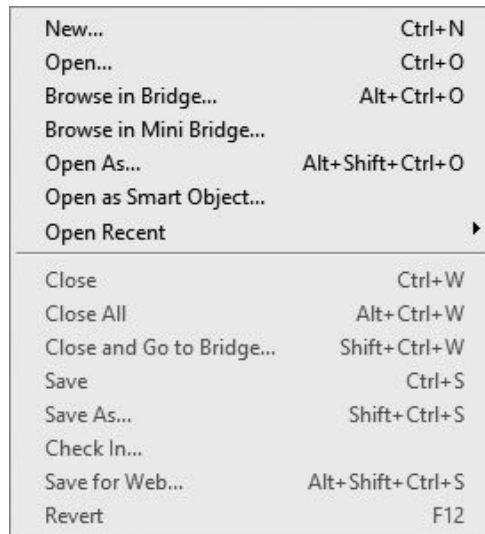 New... Ctrl+N
Open... Ctrl+O
Browse in Bridge... Alt+Ctrl+O
Browse in Mini Bridge...
Open As... Alt+Shift+Ctrl+O
Open as Smart Object...
Open Recent
Close Ctrl+W
Close All Alt+Ctrl+W
Close and Go to Bridge... Shift+Ctrl+W
Save Ctrl+S
Save As... Shift+Ctrl+S
Check In...
Save for Web... Alt+Shift+Ctrl+S
Revert F12